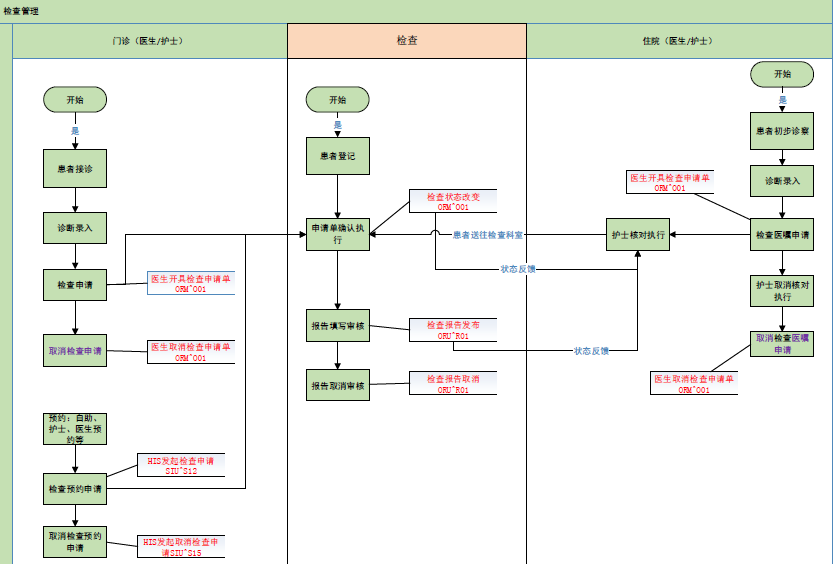 检查管理
门诊（医生/护士）
检查
住院（医生/护士）
开始
是
患者接诊
诊断录入
检查申请
医生开具检查申请单
ORM^O01
取消检查申请
医生取消检查申请单
ORM^O01
预约：自助、
护士、医生预
约等
检查预约申请
HIS发起检查申请
SIU^S12
取消检查预约
申请
HIS发起取消检查申
请SIU^S15
开始
是
患者登记
申请单确认执
行
检查状态改变
ORM^O01
患者送往检查科室
状态反馈
报告填写审核
检查报告发布
ORU^R01
状态反馈
报告取消审核
检查报告取消
ORU^R01
开始
是
患者初步诊察
诊断录入
医生开具检查申请单
ORM^O01
检查医嘱申请
护士核对执行
护士取消核对
执行
取消检查医嘱
申请
医生取消检查申请单
ORM^O01